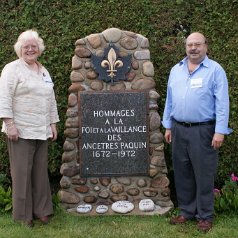 HOMMAGES
A LA
FOI ET A LA VAILLANCE
DES
ANCETRES PAQUIN
1672-1972